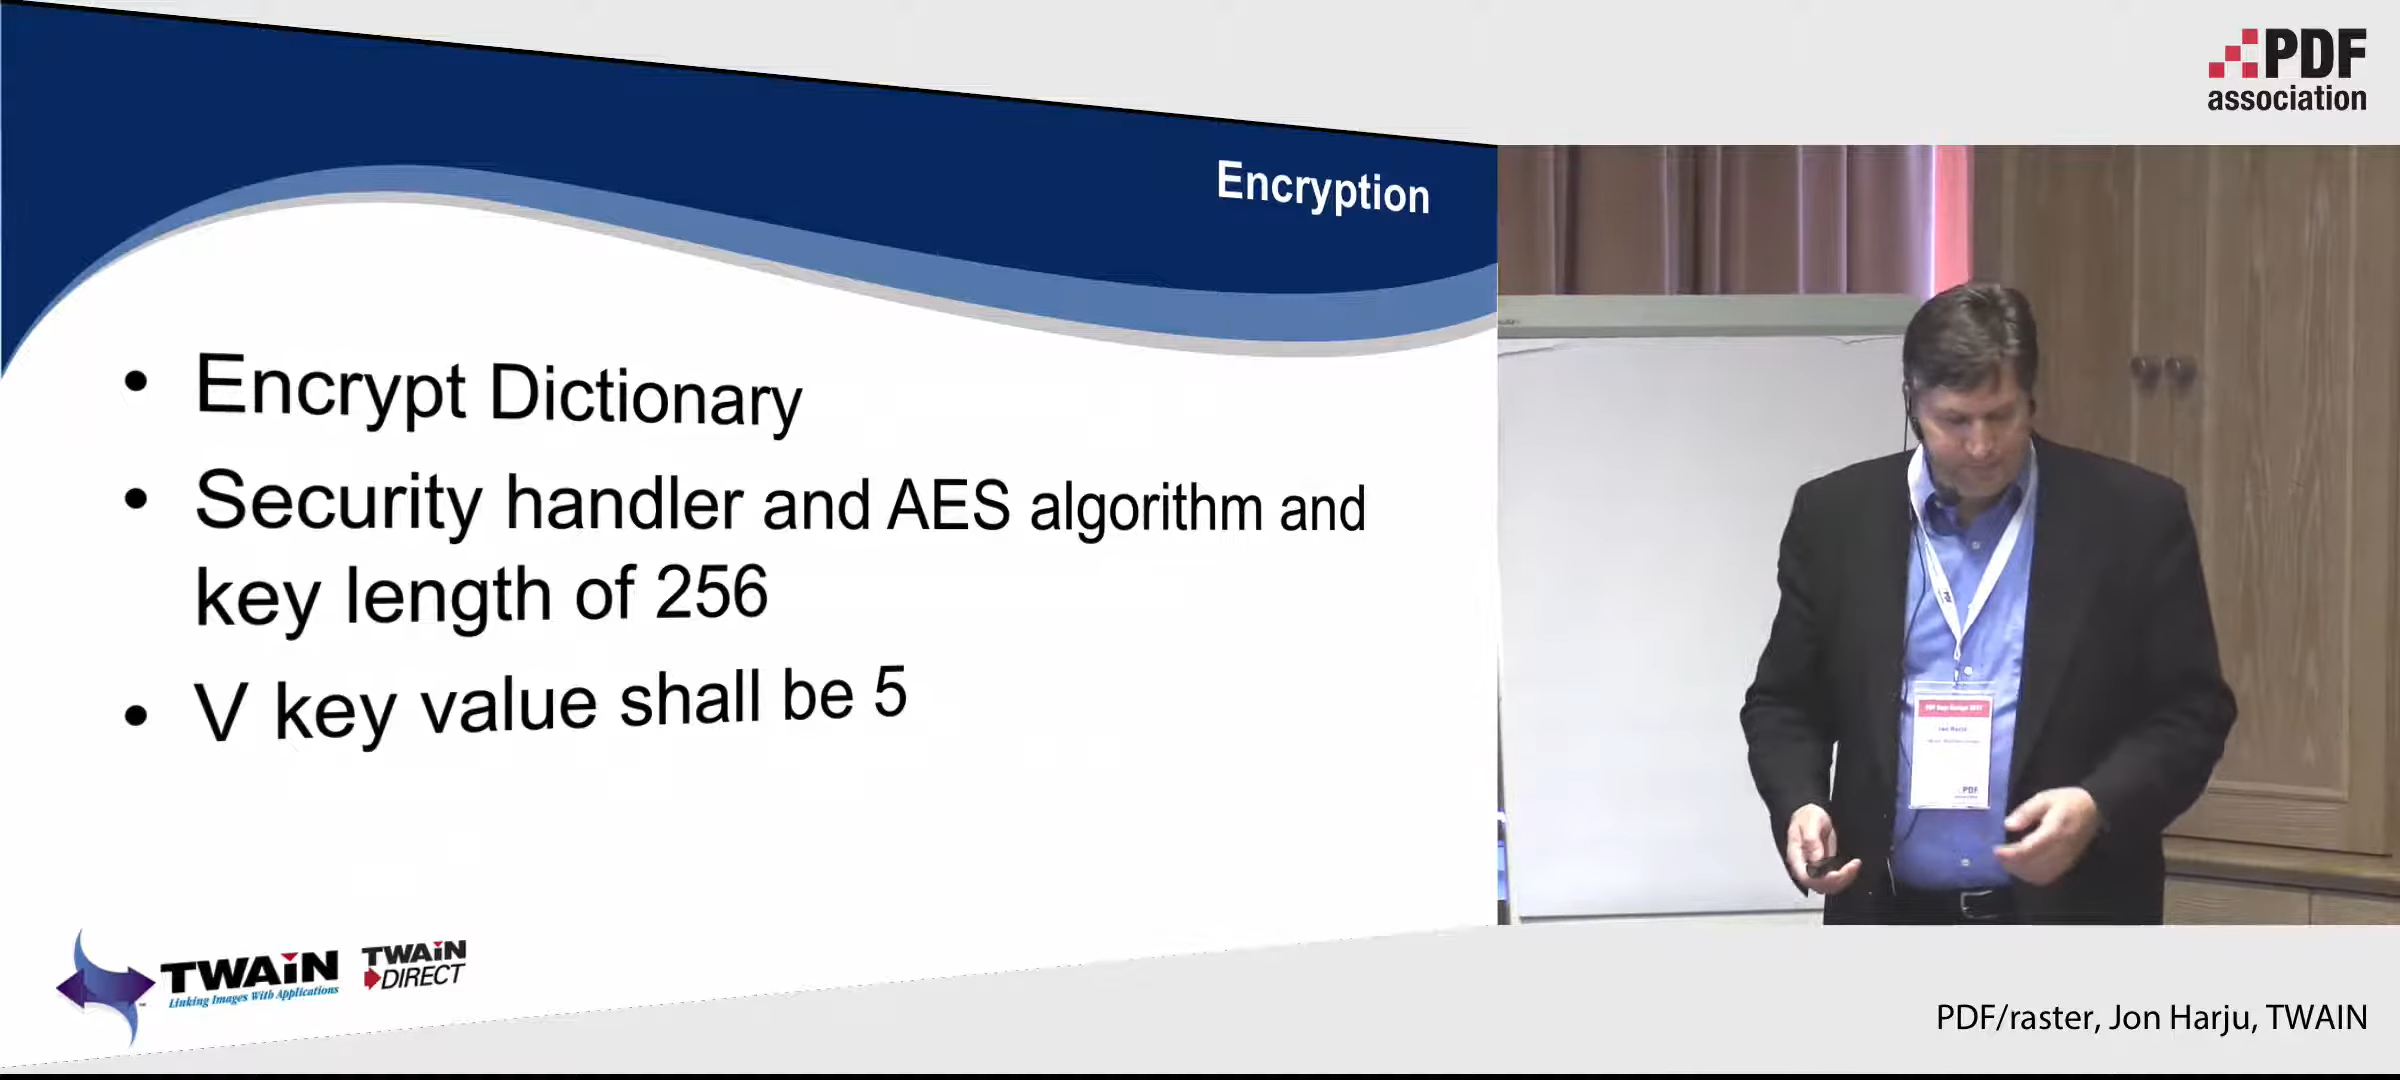 PDF
association
Encryption
• Encrypt Dictionary
• Security handler and AES algorithm and
key length of 256
• V key value shall be 5
TWAIN
Linking Images With Applications
TWAIN
DIRECT
PDF
PDF/raster, Jon Harju, TWAIN